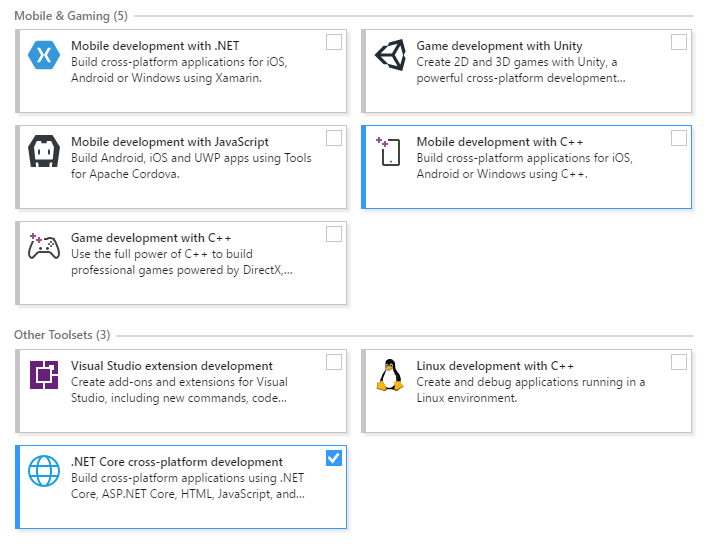 Mobile & Gaming (5)
Mobile development with .NET
Build cross-platform applications for iOS,
Android or Windows using Xamarin.
Game development with Unity
Create 2D and 3D games with Unity, a
powerful cross-platform development...
Mobile development with JavaScript
Build Android, iOS and UWP apps using Tools
for Apache Cordova.
Mobile development with C++
Build cross-platform applications for iOS,
Android or Windows using C++.
Game development with C++
Use the full power of C++ to build
professional games powered by DirectX,...
Other Toolsets (3)
Visual Studio extension development
Create add-ons and extensions for Visual
Studio, including new commands, code...
Linux development with C++
Create and debug applications running in a
Linux environment.
.NET Core cross-platform development
Build cross-platform applications using .NET
Core, ASP.NET Core, HTML, JavaScript, and...